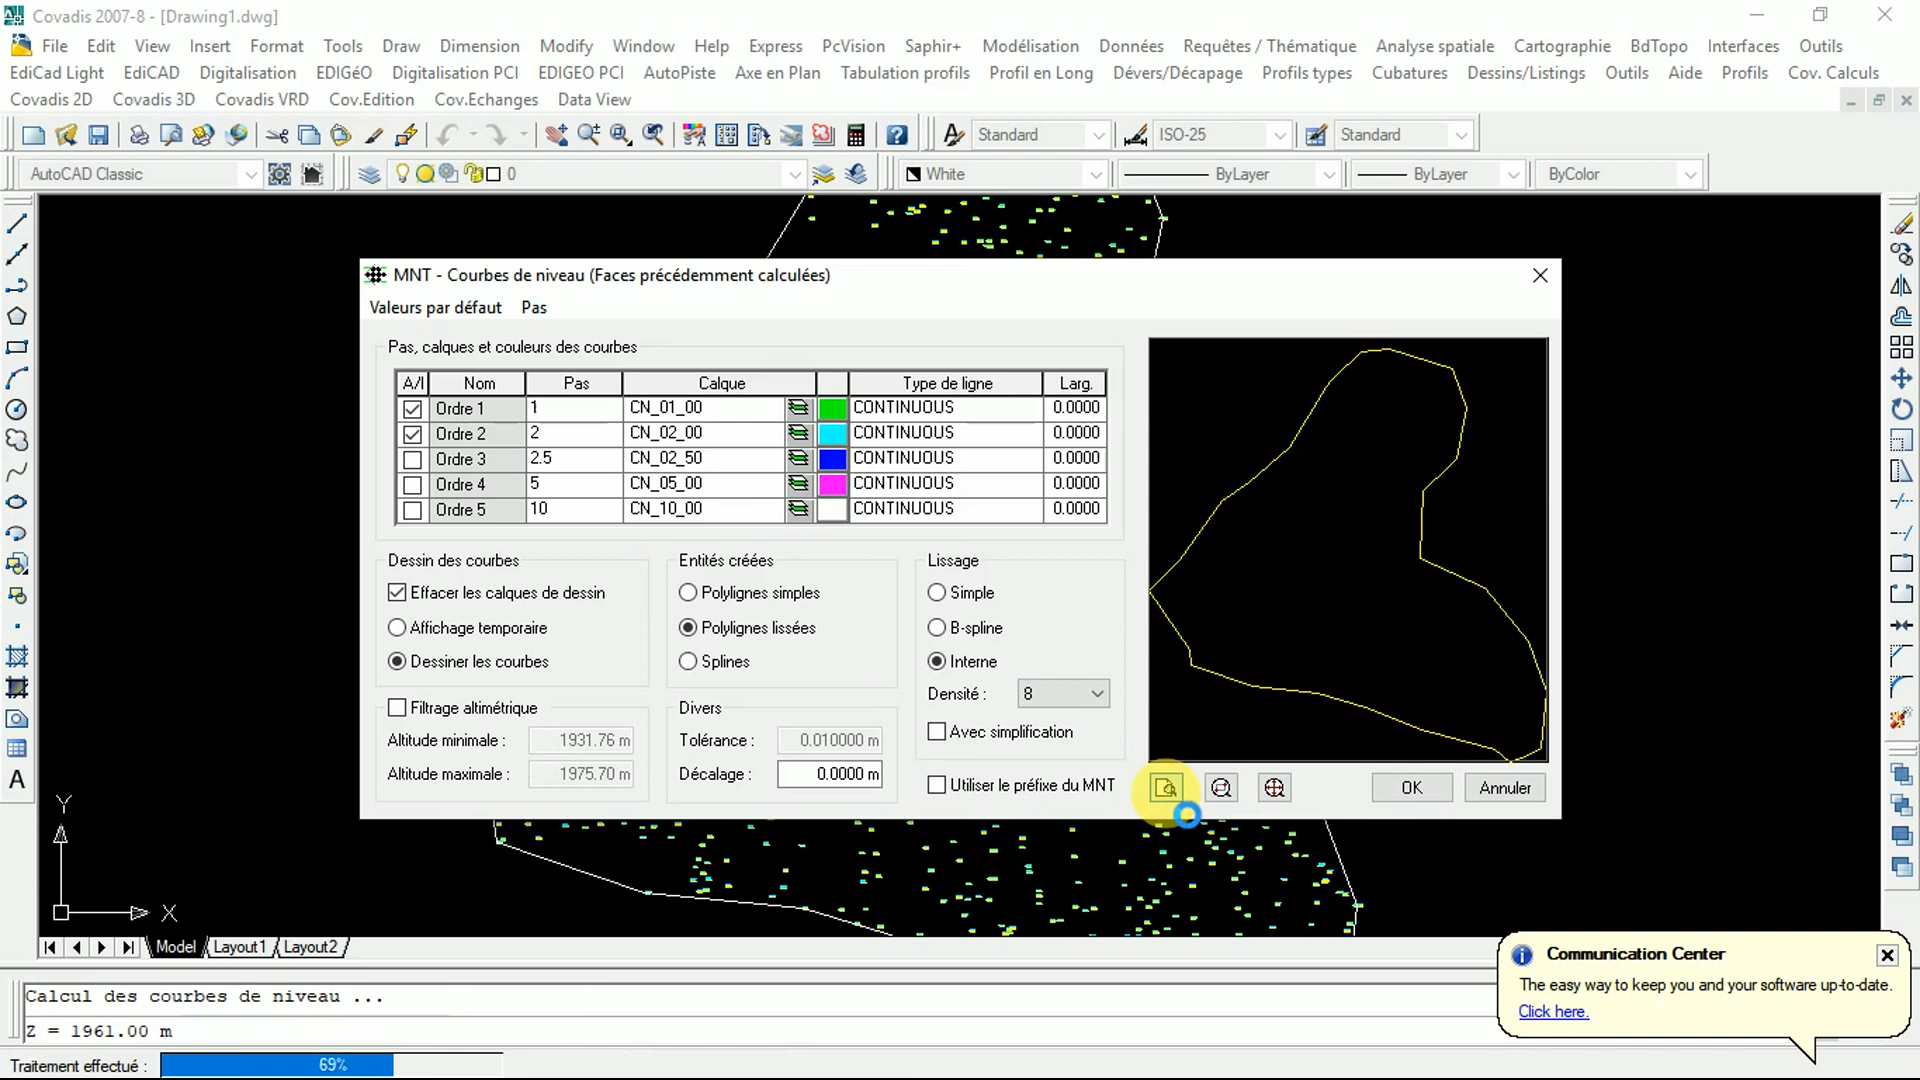 Covadis 2007-8 - [Drawing1.dwg]
File Edit View Insert Format Tools Draw Dimension Modify Window Help Express PcVision Saphir+ Modélisation Données Requêtes / Thématique Analyse spatiale Cartographie BdTopo Interfaces Outils
EdiCad Light EdiCAD Digitalisation EDIGéO Digitalisation PCI EDIGEO PCI AutoPiste Axe en Plan Tabulation profils Profil en Long Dévers/Décapage Profils types Cubatures Dessins/Listings Outils Aide Profils Cov. Calculs
Covadis 2D Covadis 3D Covadis VRD Cov.Edition Cov.Echanges Data View
Standard ISO-25 Standard
AutoCAD Classic 0 White ByLayer ByLayer ByColor
MNT - Courbes de niveau (Faces précédemment calculées)
Valeurs par défaut Pas
Pas, calques et couleurs des courbes
A/I Nom Pas Calque Type de ligne Larg.
Ordre 1 1 CN_01_00 CONTINUOUS 0.0000
Ordre 2 2 CN_02_00 CONTINUOUS 0.0000
Ordre 3 2.5 CN_02_50 CONTINUOUS 0.0000
Ordre 4 5 CN_05_00 CONTINUOUS 0.0000
Ordre 5 10 CN_10_00 CONTINUOUS 0.0000
Dessin des courbes Entités créées Lissage
Effacer les calques de dessin Polylignes simples Simple
Affichage temporaire Polylignes lissées B-spline
Dessiner les courbes Splines Interne
Densité : 8
Filtrage altimétrique Divers
Avec simplification
Altitude minimale : 1931.76 m Tolérance : 0.010000 m
Altitude maximale : 1975.70 m Décalage : 0.0000 m
Utiliser le préfixe du MNT OK Annuler
Y
X
Model Layout1 Layout2
Calcul des courbes de niveau ...
Z = 1961.00 m
Traitement effectué : 69%
Communication Center
The easy way to keep you and your software up-to-date.
Click here.